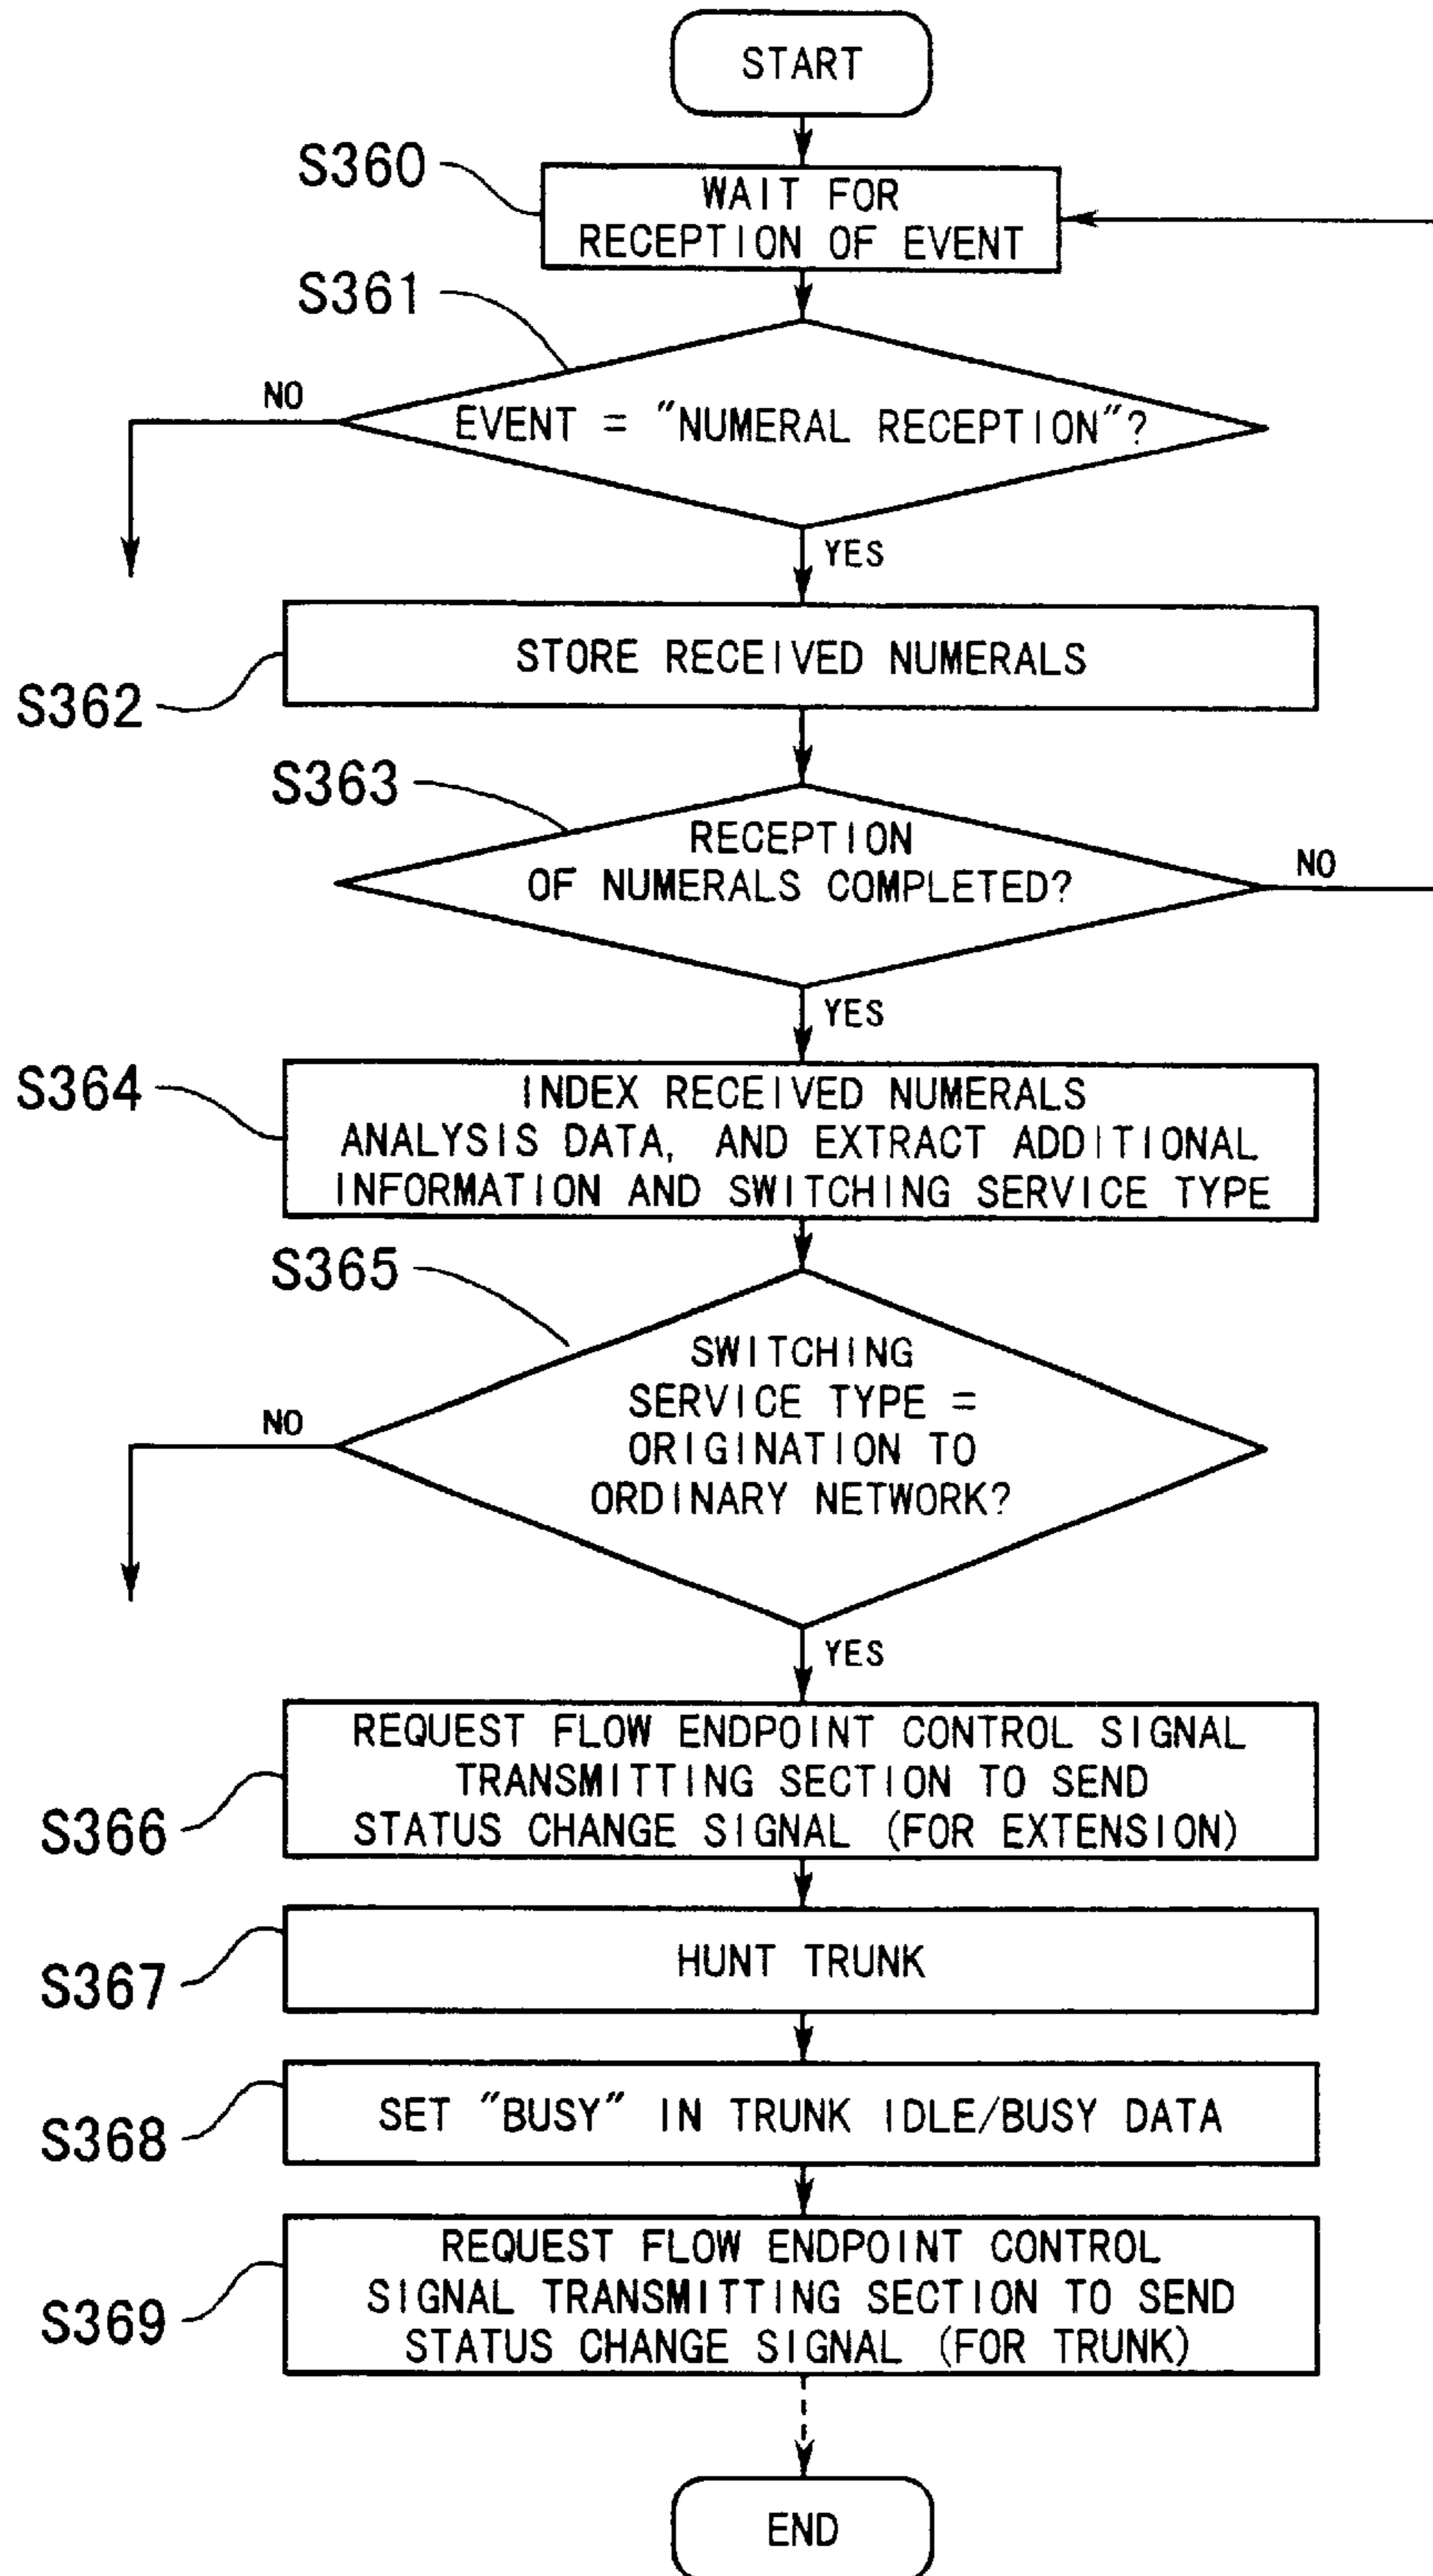 START
S360
WAIT FOR
RECEPTION OF EVENT
S361
NO
EVENT = "NUMERAL RECEPTION"?
YES
STORE RECEIVED NUMERALS
S362
S363
RECEPTION
OF NUMERALS COMPLETED?
NO
YES
S364
INDEX RECEIVED NUMERALS
ANALYSIS DATA, AND EXTRACT ADDITIONAL
INFORMATION AND SWITCHING SERVICE TYPE
S365
SWITCHING
SERVICE TYPE =
ORIGINATION TO
ORDINARY NETWORK?
NO
YES
REQUEST FLOW ENDPOINT CONTROL SIGNAL
TRANSMITTING SECTION TO SEND
STATUS CHANGE SIGNAL (FOR EXTENSION)
S366
HUNT TRUNK
S367
SET "BUSY" IN TRUNK IDLE/BUSY DATA
S368
REQUEST FLOW ENDPOINT CONTROL
SIGNAL TRANSMITTING SECTION TO SEND
STATUS CHANGE SIGNAL (FOR TRUNK)
S369
END